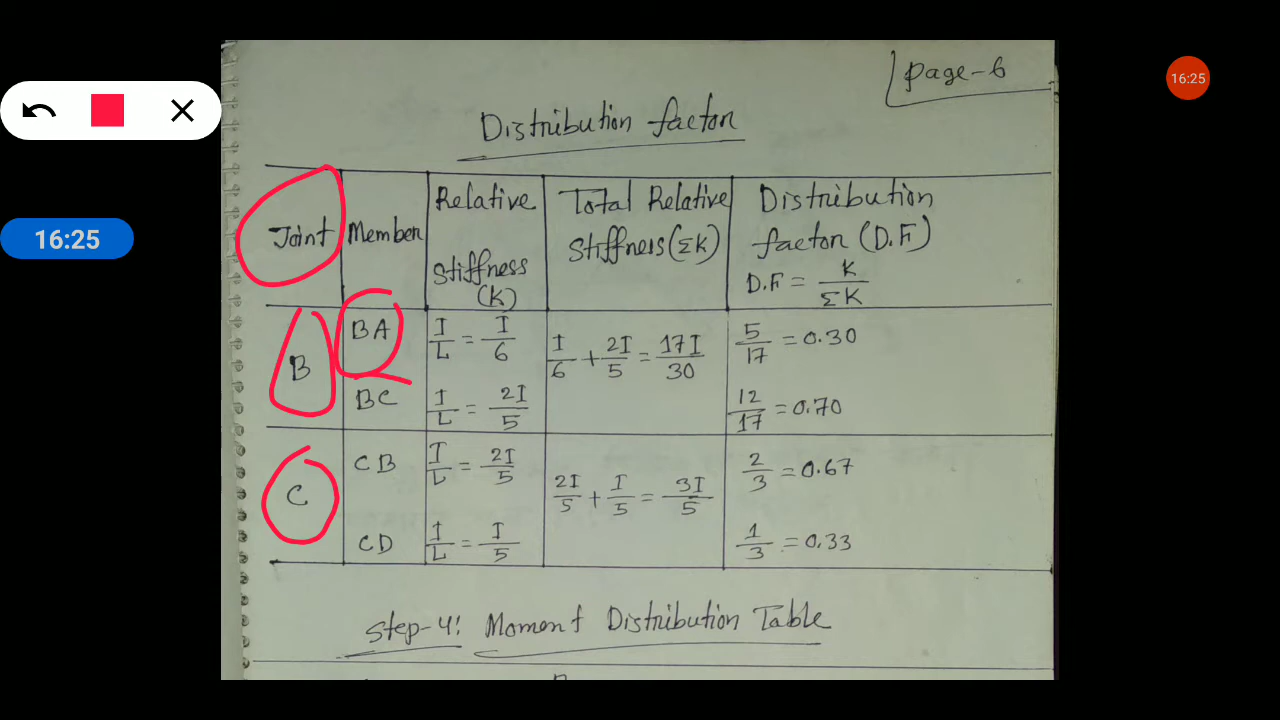 page-6
16:25
16:25
Distribution factor
Joint
Member
Relative Stiffness (K)
Total Relative Stiffness (ΣK)
Distribution factor (D.F)
D.F = K/ΣK
B
BA
I/L = I/6
I/6 + 2I/5 = 17I/30
5/17 = 0.30
BC
I/L = 2I/5
12/17 = 0.70
C
CB
I/L = 2I/5
2I/5 + I/5 = 3I/5
2/3 = 0.67
CD
I/L = I/5
1/3 = 0.33
Step-4: Moment Distribution Table